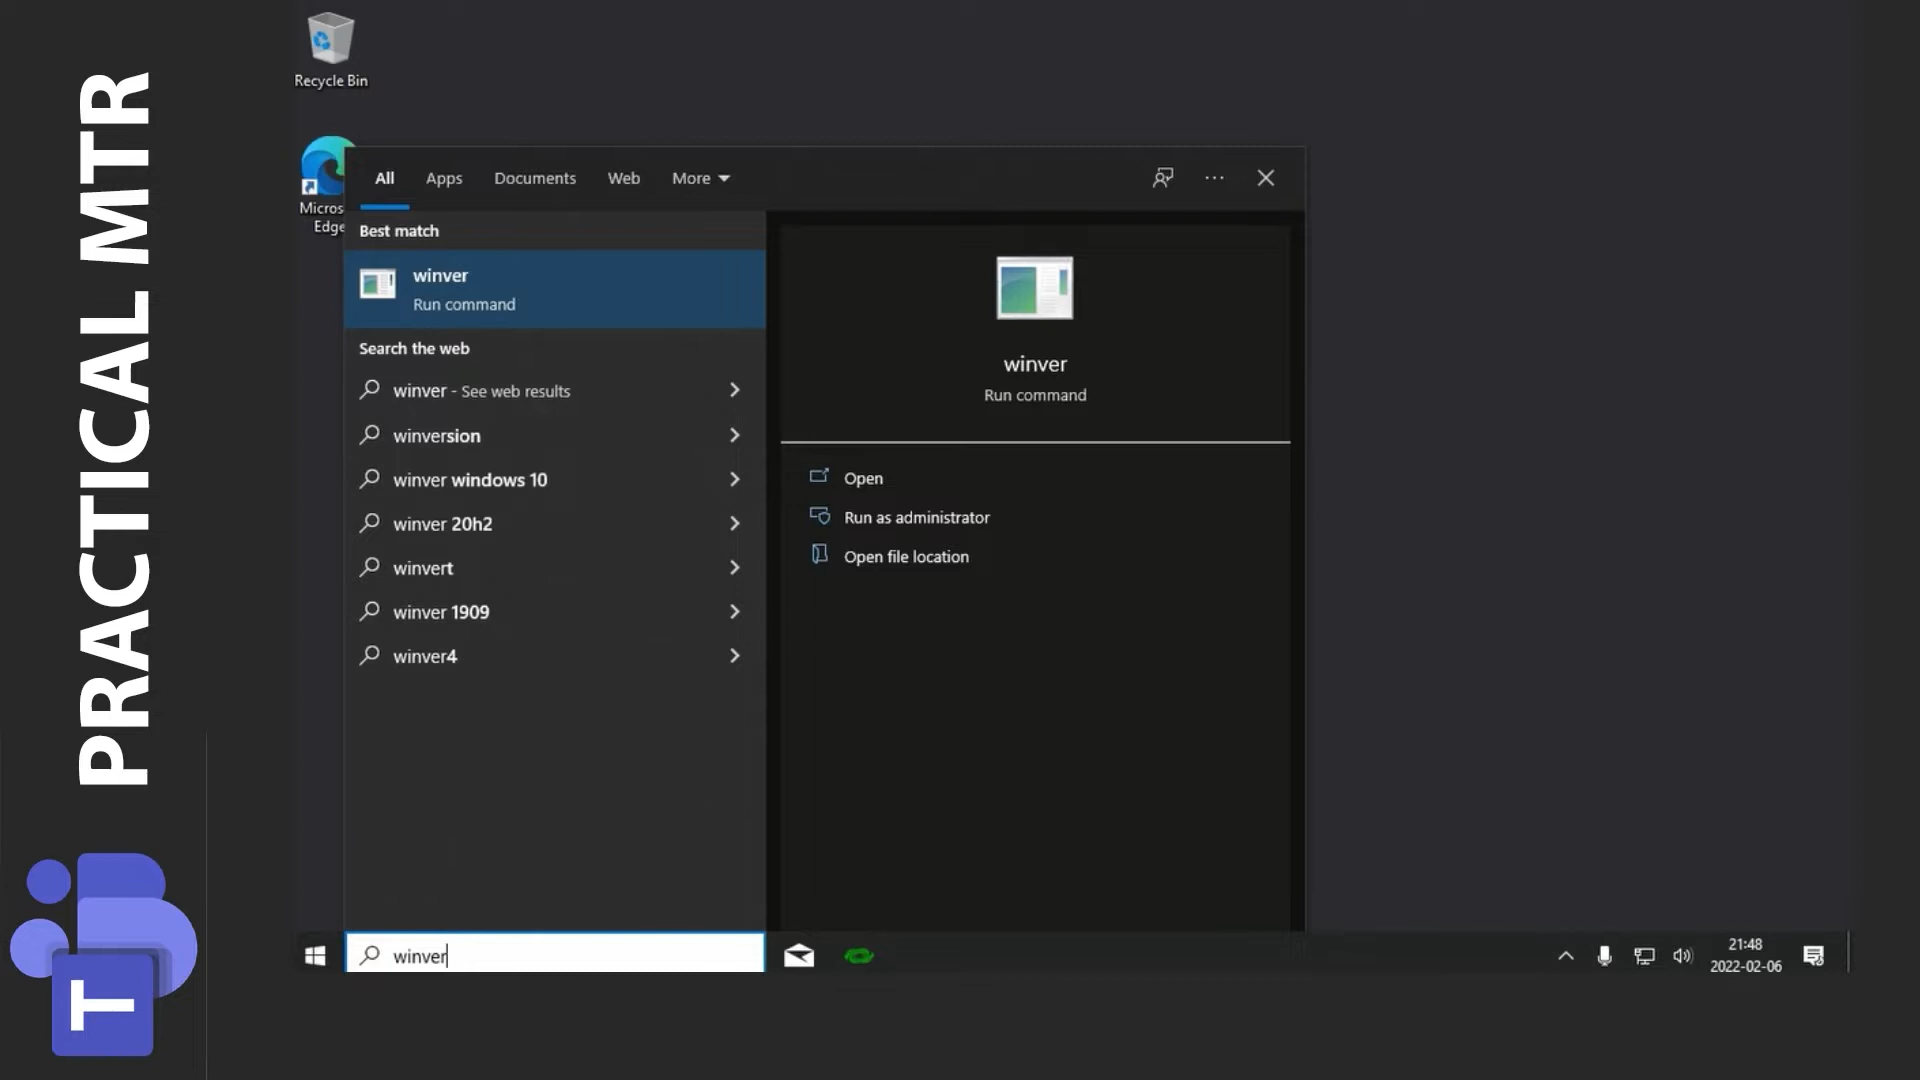 PRACTICAL MTR
T
Recycle Bin
Micros
Edge
All Apps Documents Web More
Best match
winver
Run command
Search the web
winver - See web results
winversion
winver windows 10
winver 20h2
winvert
winver 1909
winver4
winver
Run command
Open
Run as administrator
Open file location
winver
21:48
2022-02-06